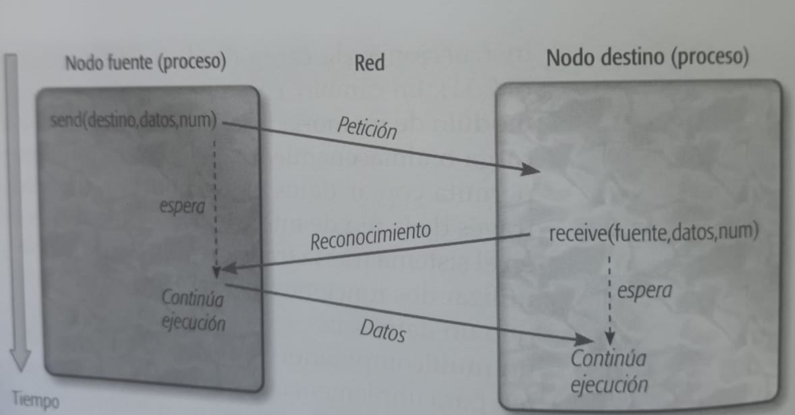 Nodo fuente (proceso)
Red
Nodo destino (proceso)
send(destino,datos,num)
Petición
espera
Reconocimiento
receive(fuente,datos,num)
espera
Continúa
ejecución
Datos
Continúa
ejecución
Tiempo